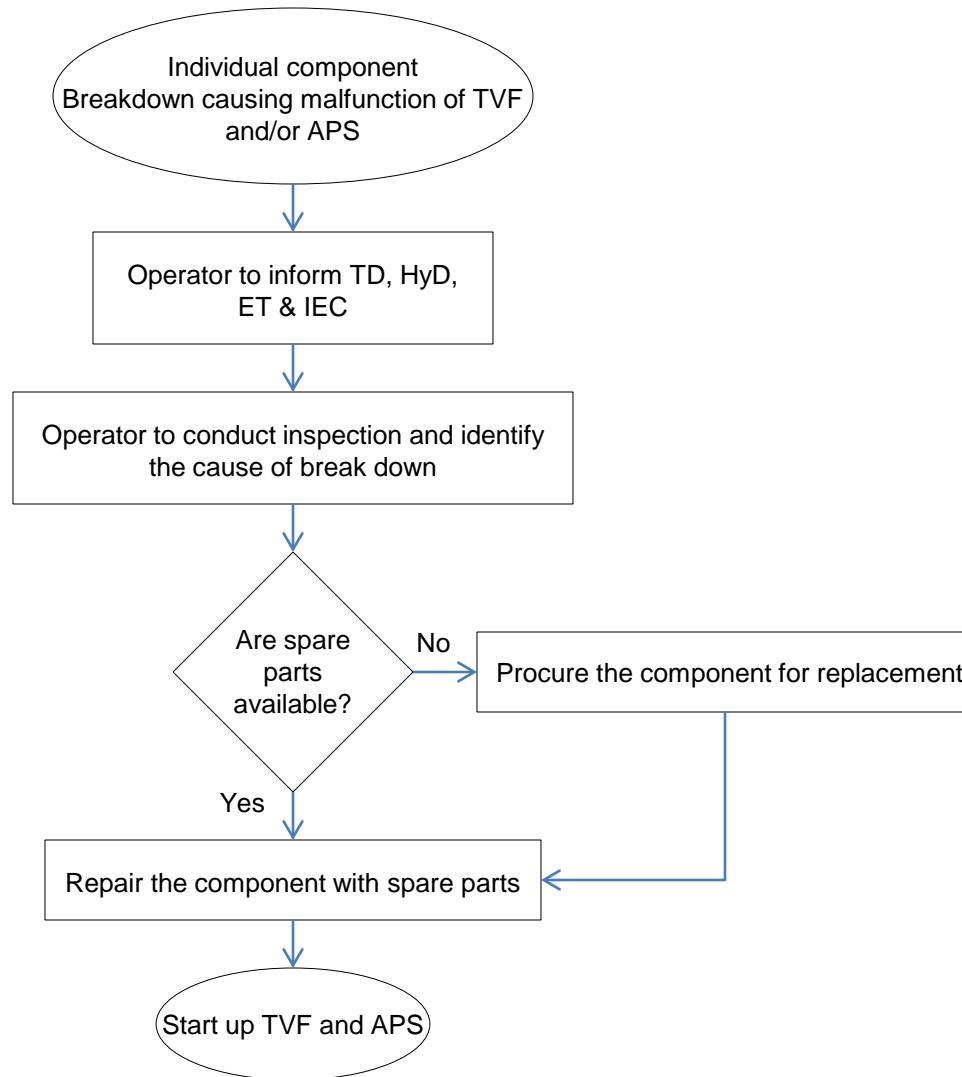 Individual component
Breakdown causing malfunction of TVF
and/or APS
Operator to inform TD, HyD,
ET & IEC
Operator to conduct inspection and identify
the cause of break down
Are spare
parts
available?
No
Procure the component for replacement
Yes
Repair the component with spare parts
Start up TVF and APS